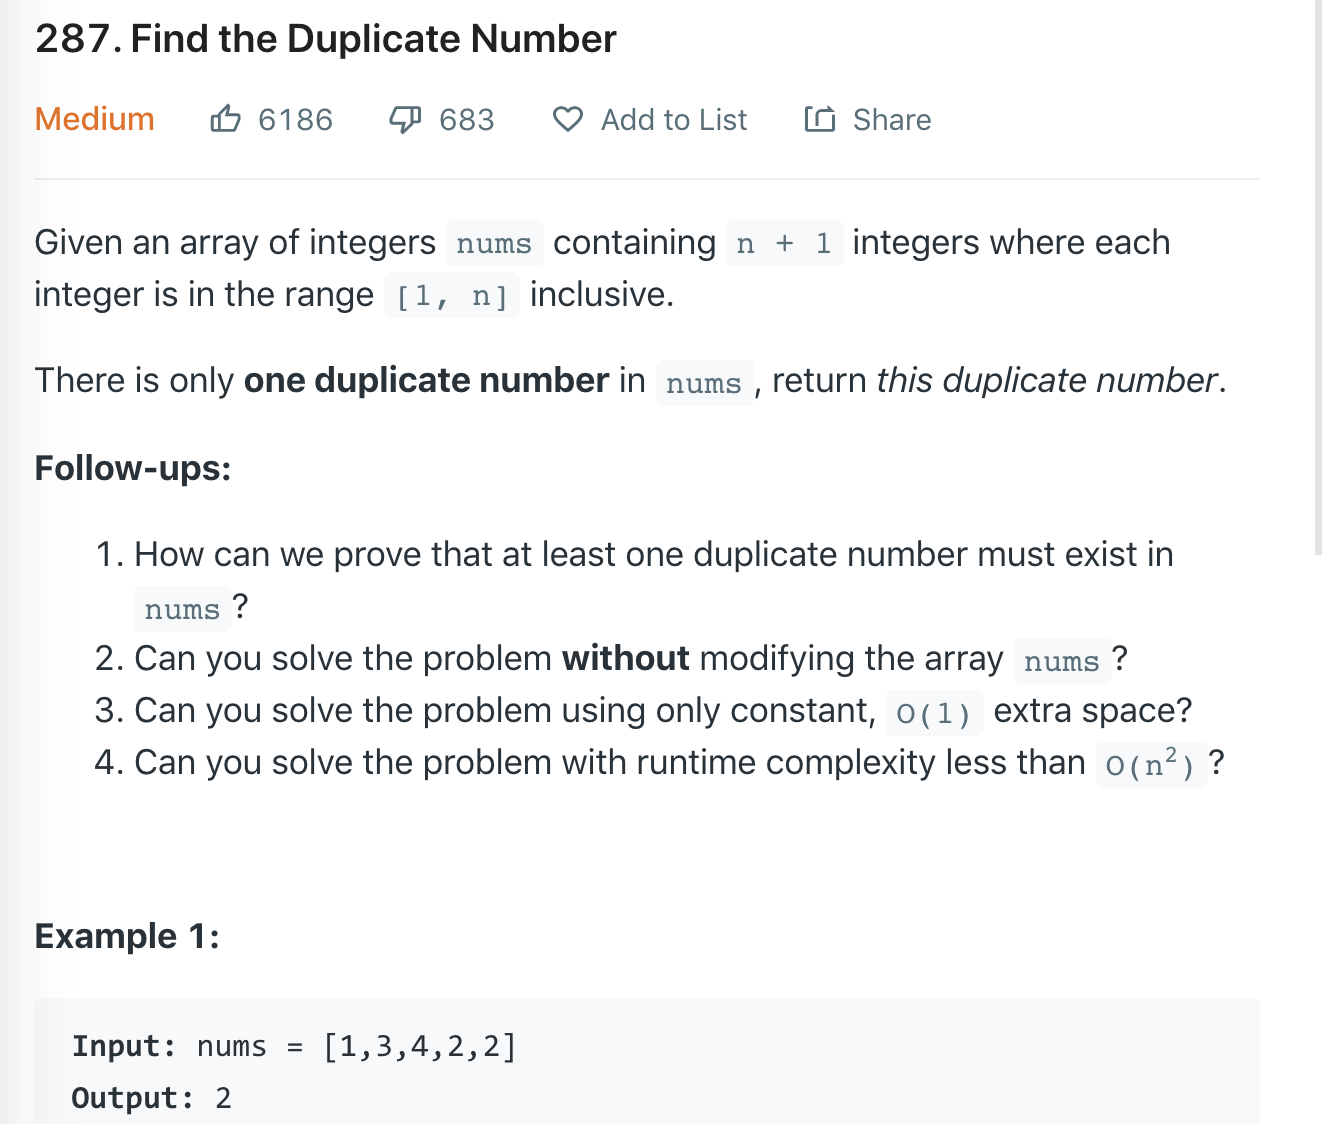 287. Find the Duplicate Number
Medium 6186 683 Add to List Share
Given an array of integers nums containing n + 1 integers where each
integer is in the range [1, n] inclusive.
There is only one duplicate number in nums , return this duplicate number.
Follow-ups:
1. How can we prove that at least one duplicate number must exist in
nums ?
2. Can you solve the problem without modifying the array nums ?
3. Can you solve the problem using only constant, O(1) extra space?
4. Can you solve the problem with runtime complexity less than O(n²) ?
Example 1:
Input: nums = [1,3,4,2,2]
Output: 2